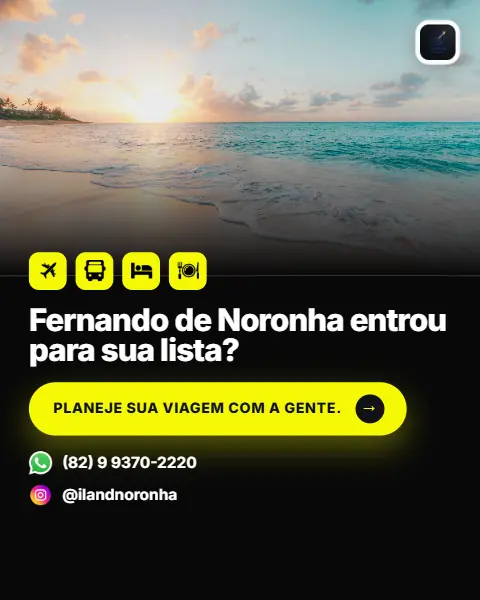 Fernando de Noronha entrou
para sua lista?
PLANEJE SUA VIAGEM COM A GENTE.
(82) 9 9370-2220
@ilandnoronha